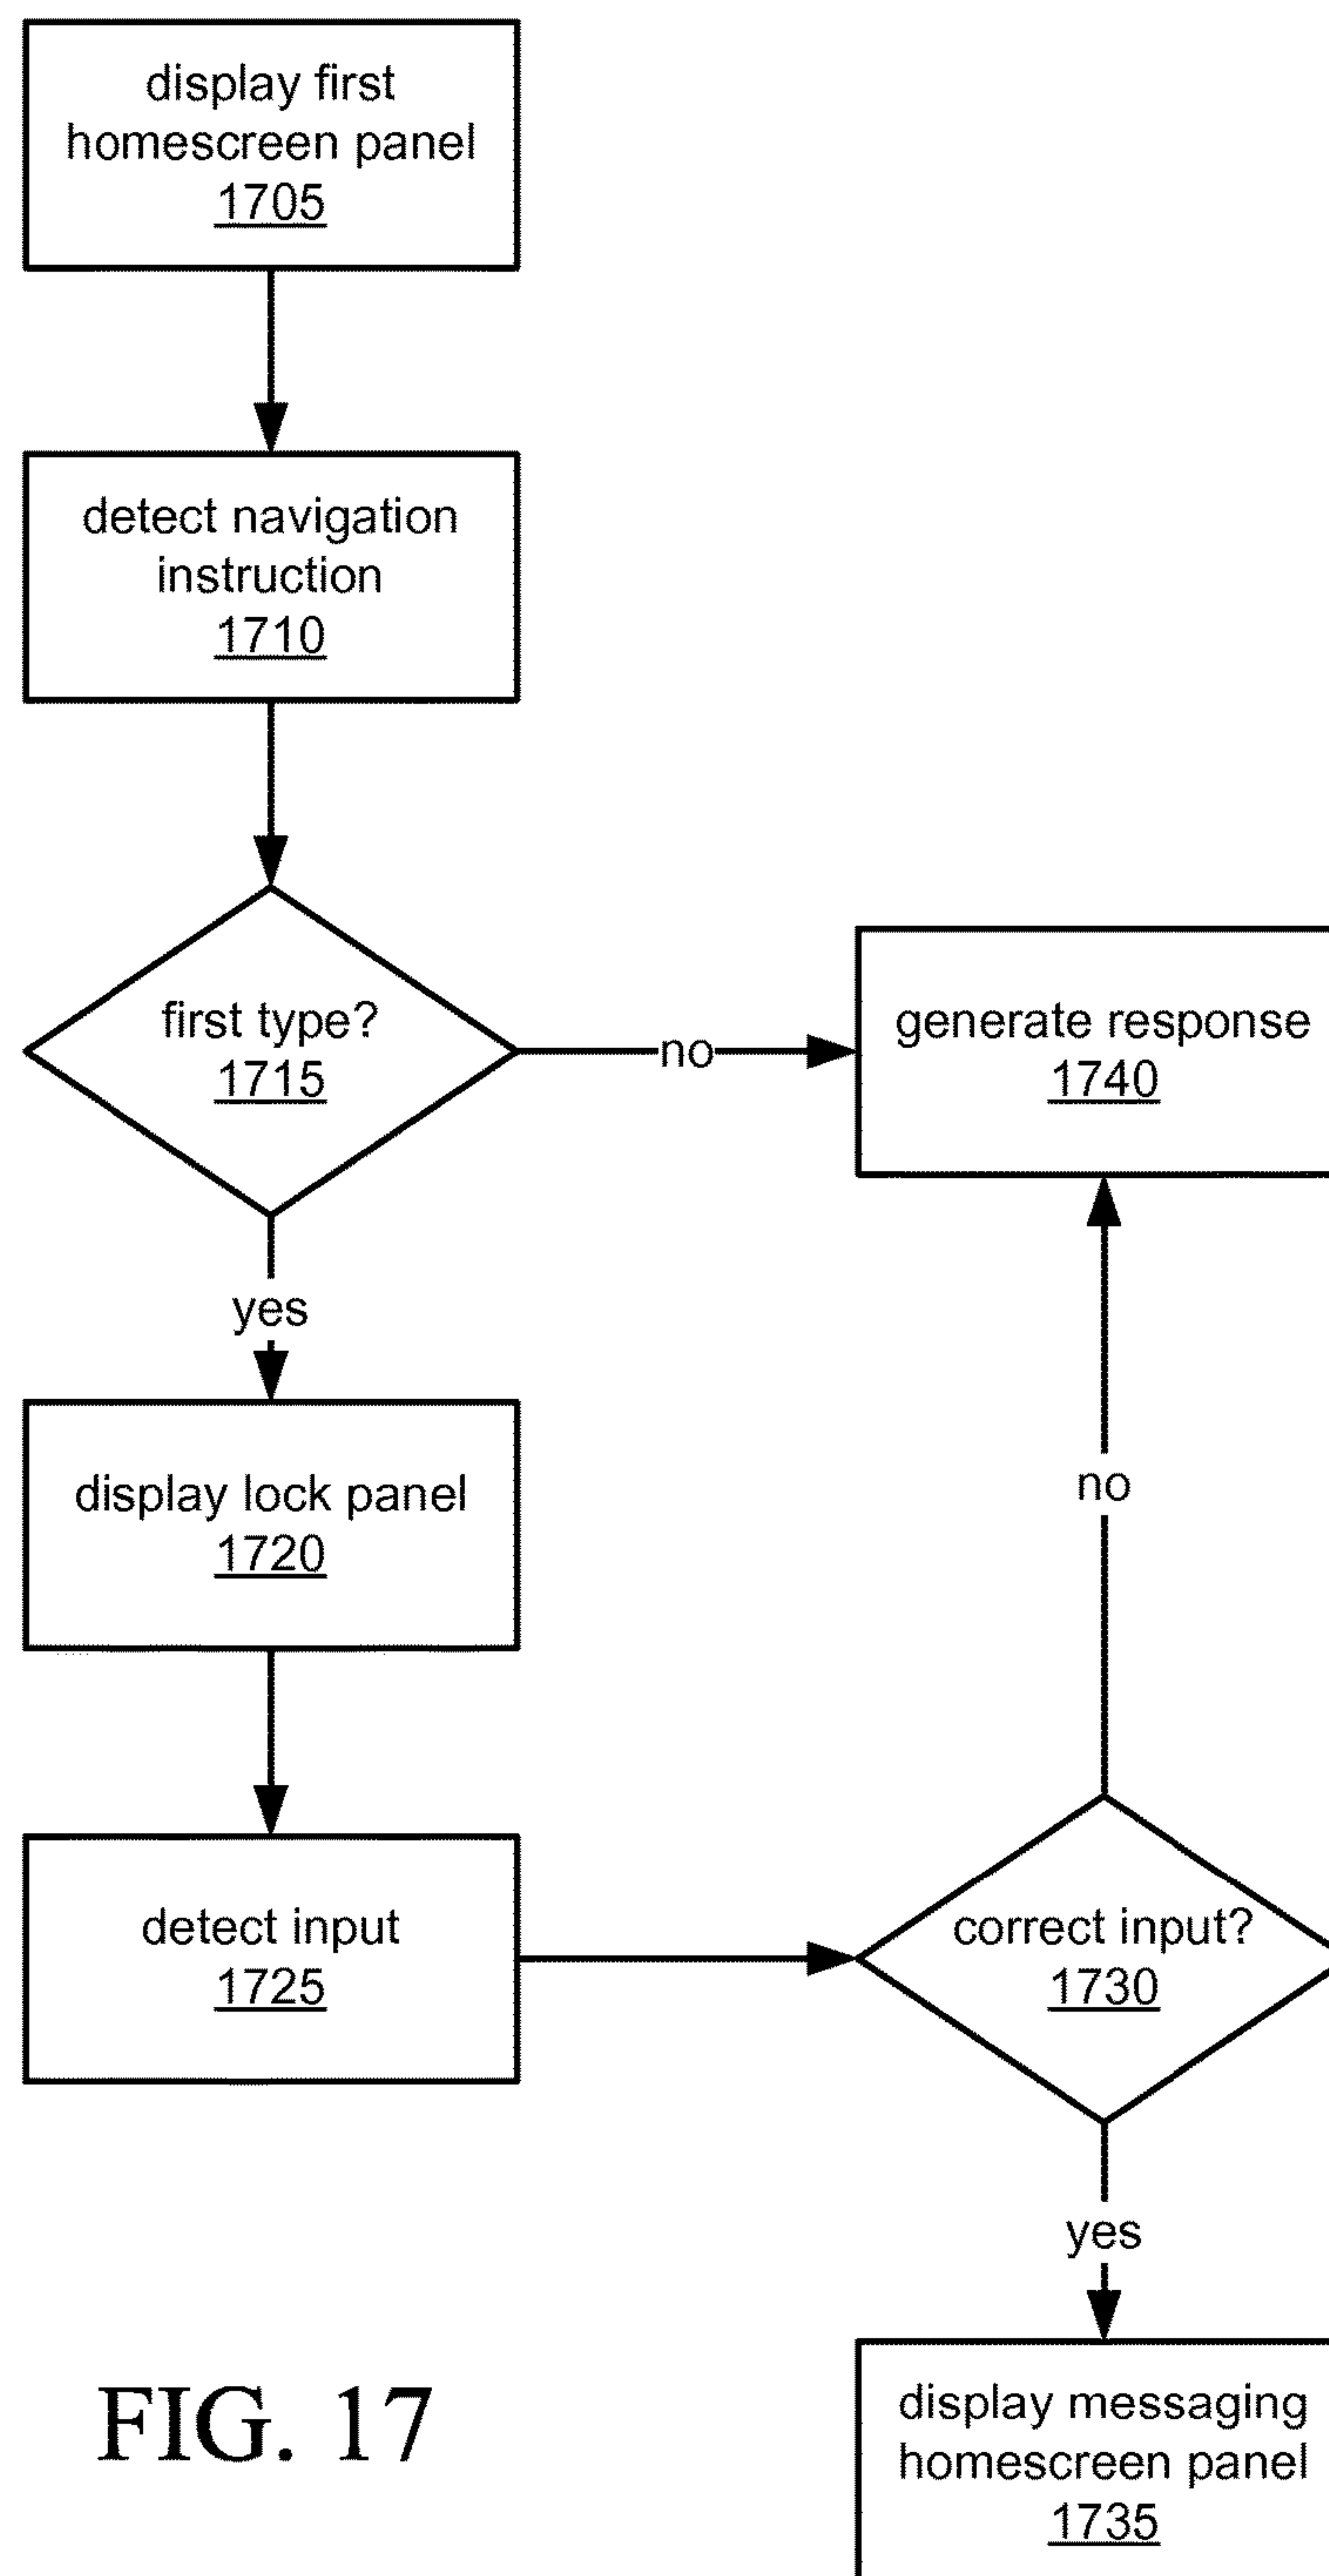 display first
homescreen panel
1705
detect navigation
instruction
1710
first type?
1715
no
generate response
1740
yes
display lock panel
1720
no
detect input
1725
correct input?
1730
yes
display messaging
homescreen panel
1735
FIG. 17